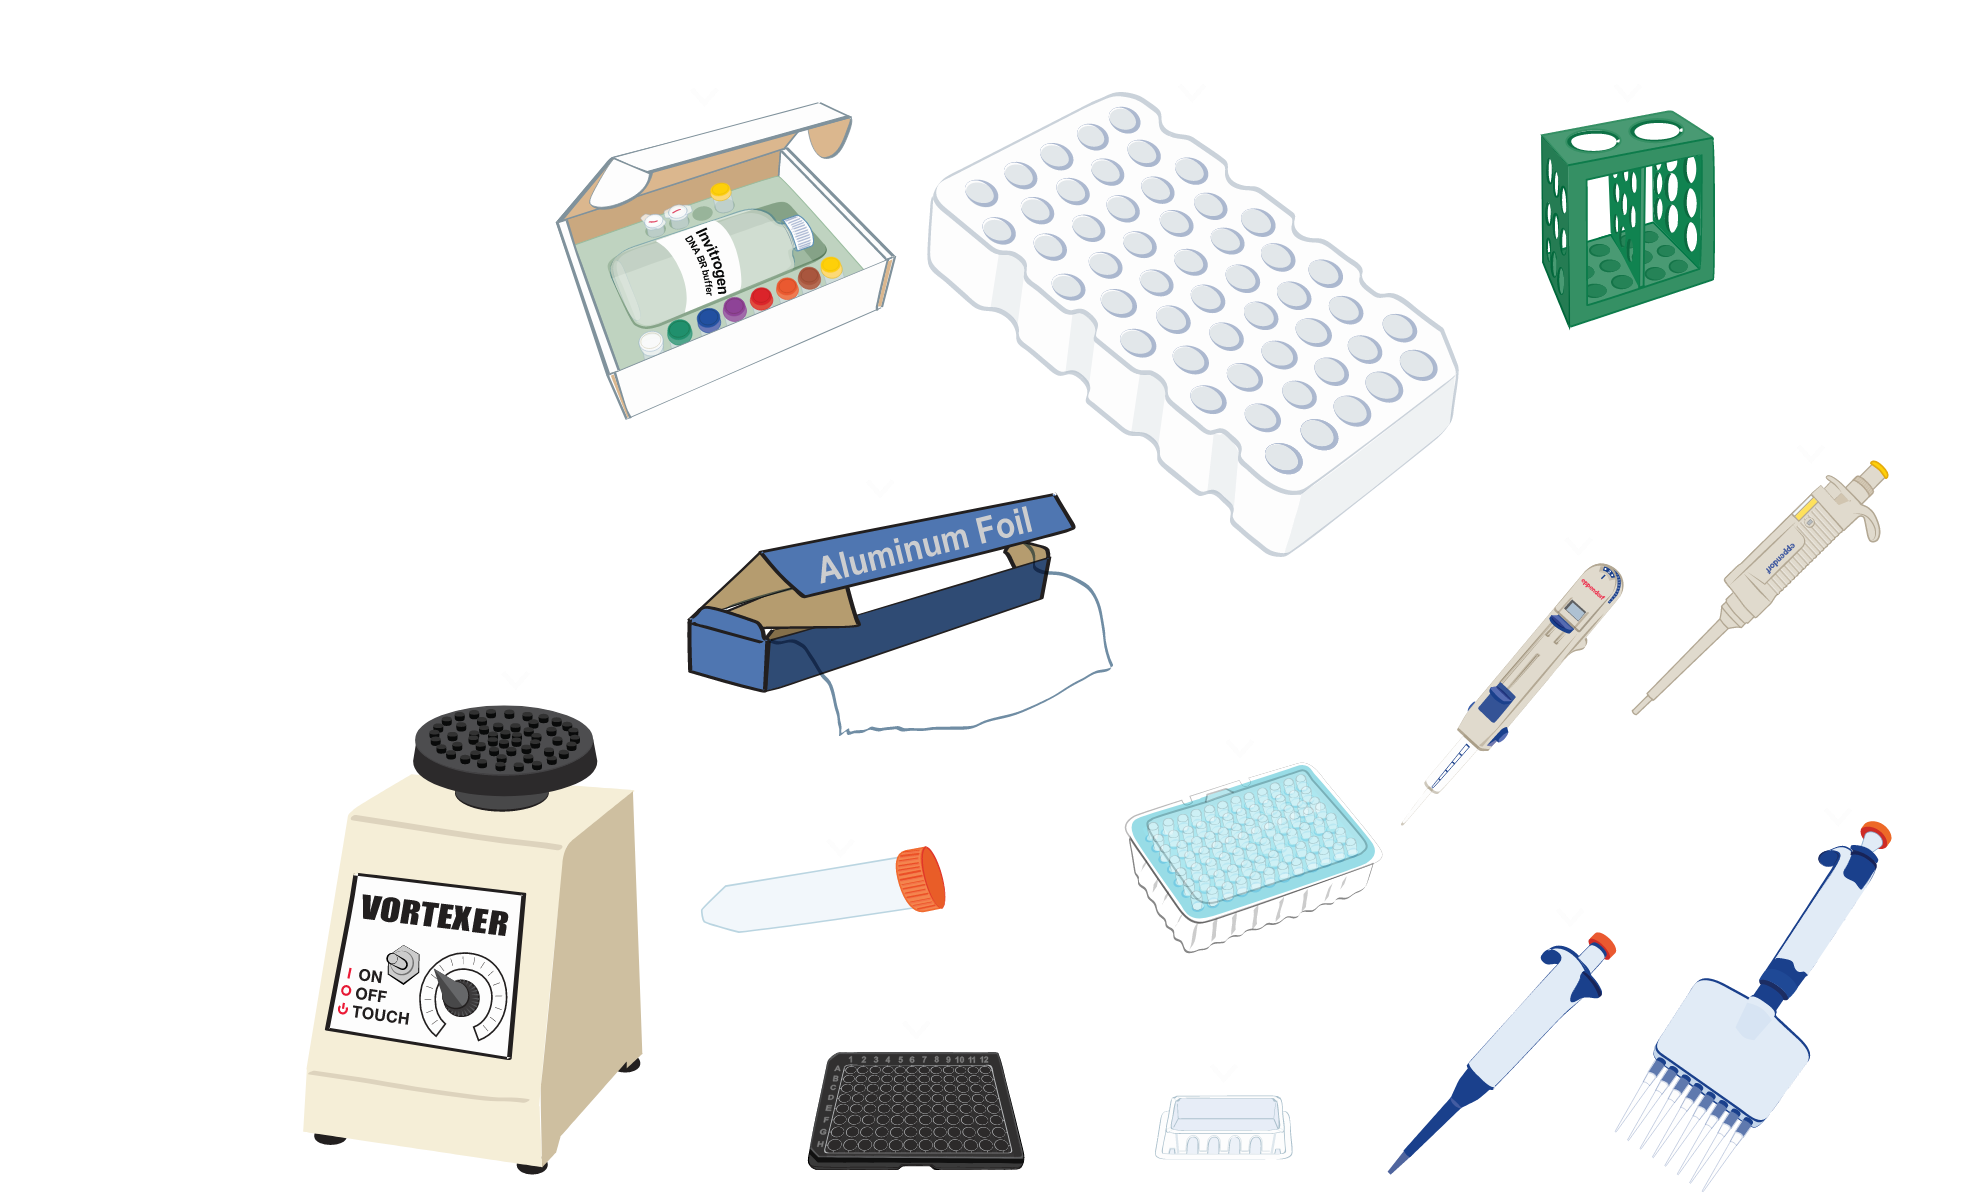 Invitrogen
DNA BR buffer
Aluminum Foil
eppendorf
eppendorf
VORTEXER
I ON
O OFF
TOUCH
1 2 3 4 5 6 7 8 9 10 11 12
A
B
C
D
E
F
G
H